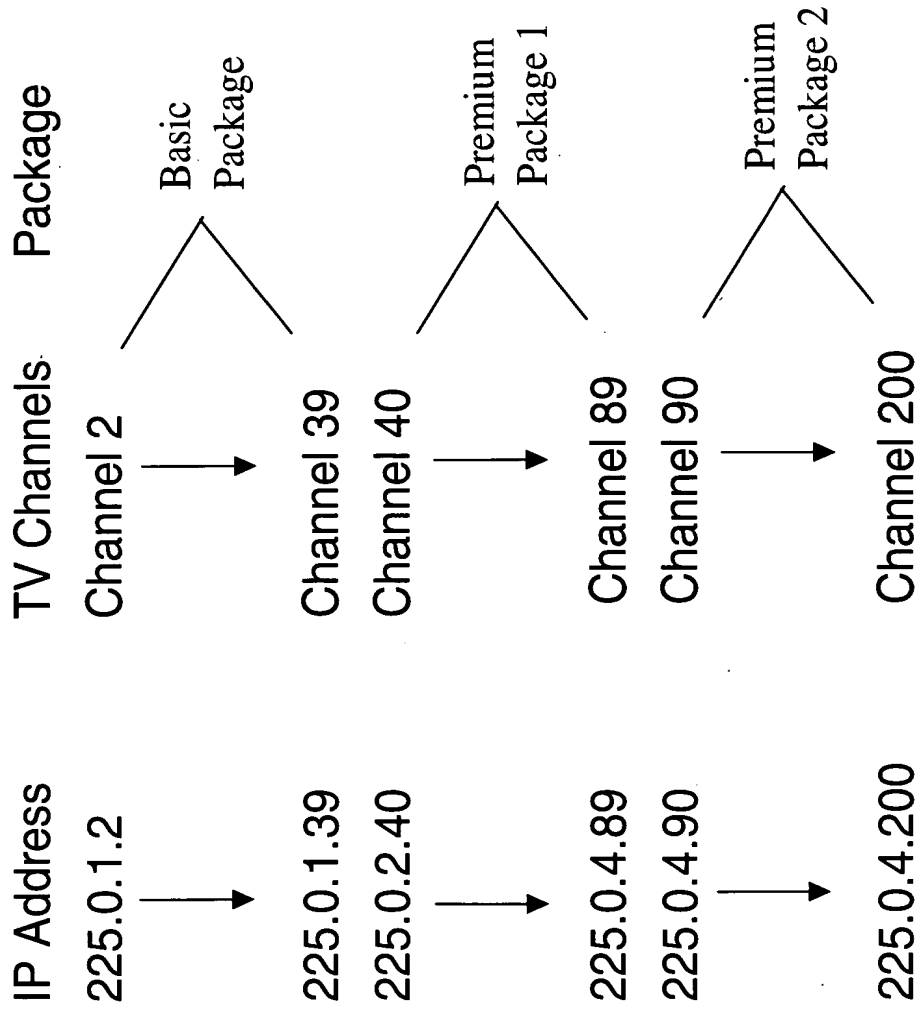 IP Address TV Channels Package
225.0.1.2 Channel 2
Basic
Package
225.0.1.39 Channel 39
225.0.2.40 Channel 40
Premium
Package 1
225.0.4.89 Channel 89
225.0.4.90 Channel 90
Premium
Package 2
225.0.4.200 Channel 200